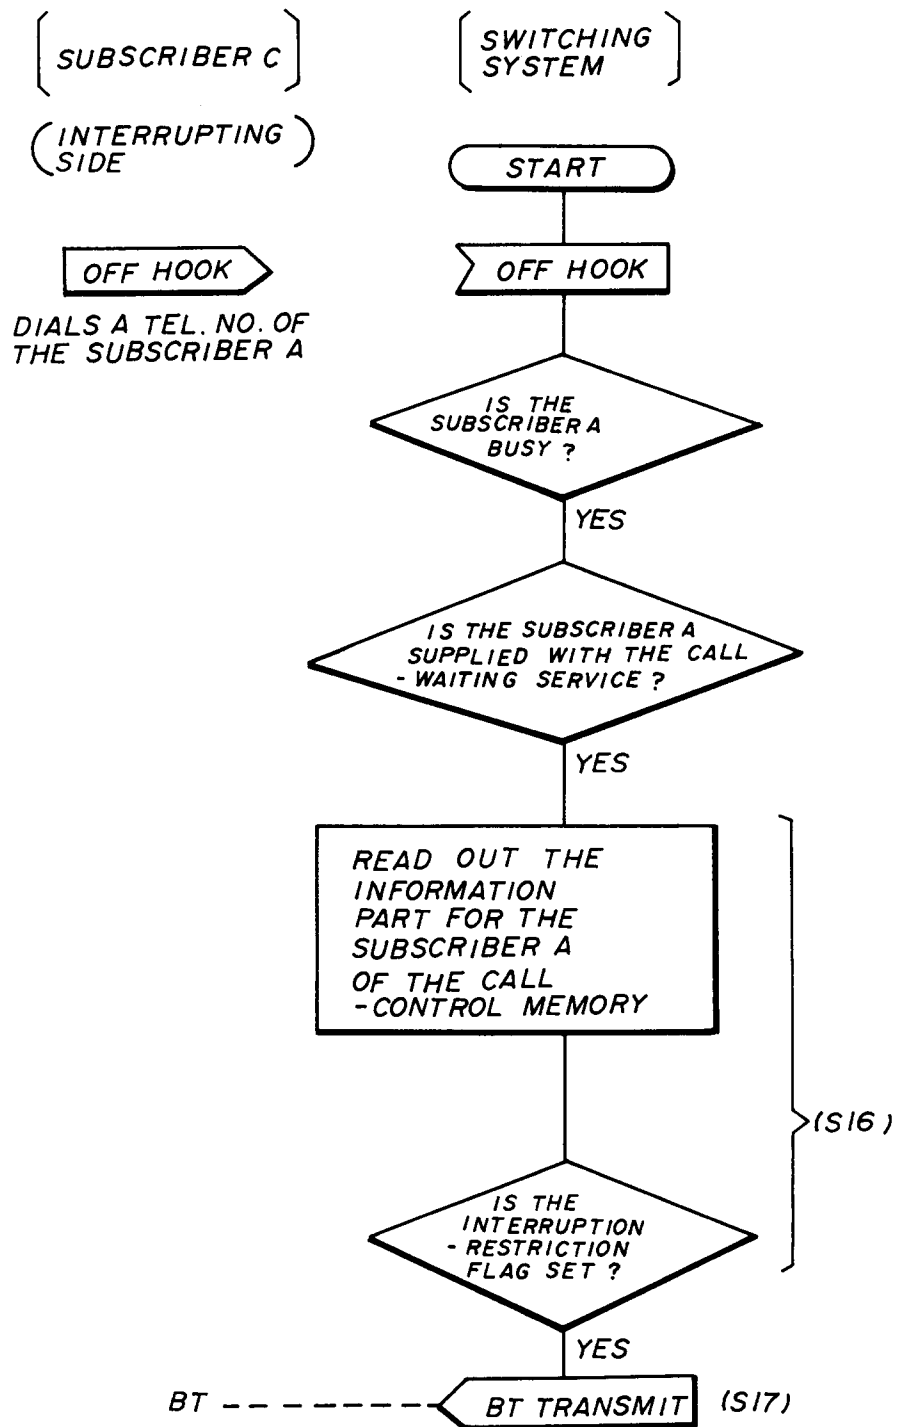 SUBSCRIBER C
SWITCHING
SYSTEM
(INTERRUPTING
SIDE)
START
OFF HOOK
OFF HOOK
DIALS A TEL. NO. OF
THE SUBSCRIBER A
IS THE
SUBSCRIBER A
BUSY ?
YES
IS THE SUBSCRIBER A
SUPPLIED WITH THE CALL
- WAITING SERVICE ?
YES
READ OUT THE
INFORMATION
PART FOR THE
SUBSCRIBER A
OF THE CALL
- CONTROL MEMORY
(S16)
IS THE
INTERRUPTION
- RESTRICTION
FLAG SET ?
YES
BT
BT TRANSMIT
(S17)